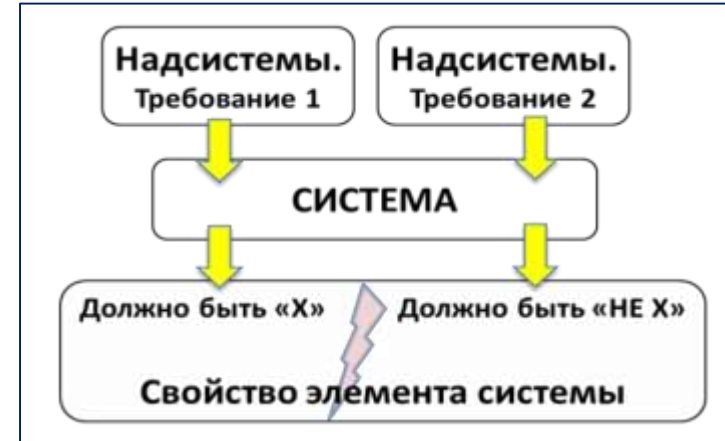 Надсистемы.
Требование 1
Надсистемы.
Требование 2
СИСТЕМА
Должно быть «Х»
Должно быть «НЕ Х»
Свойство элемента системы